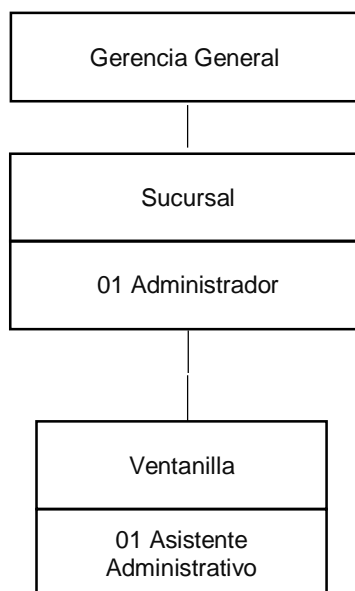 Gerencia General
Sucursal
01 Administrador
Ventanilla
01 Asistente
Administrativo